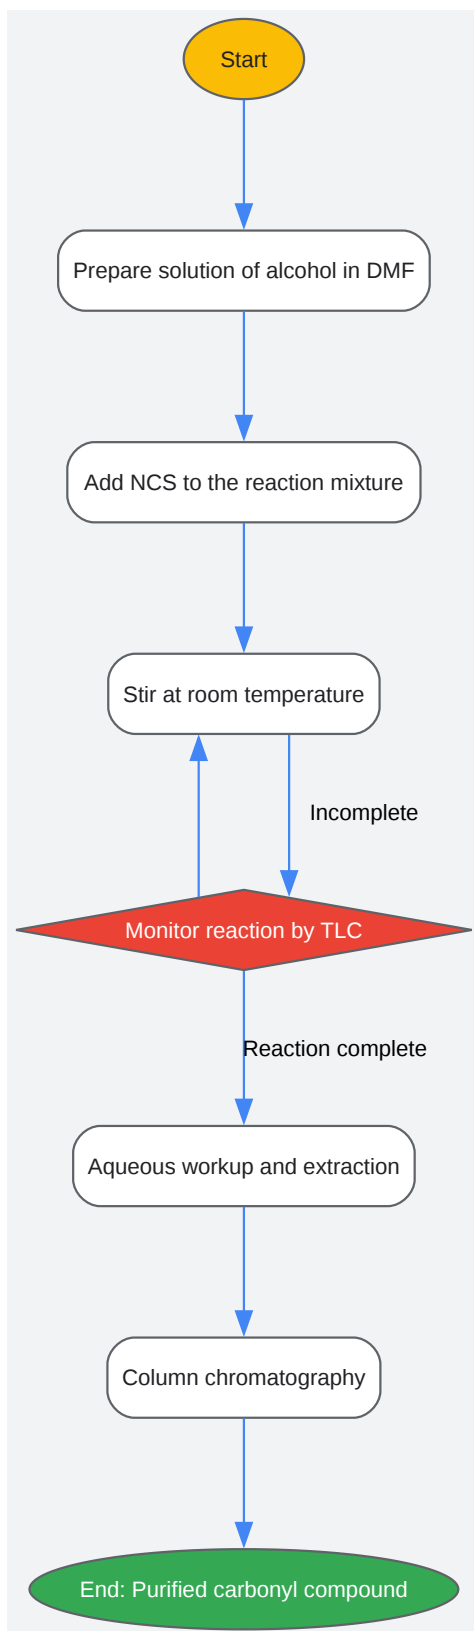 Start
Prepare solution of alcohol in DMF
Add NCS to the reaction mixture
Stir at room temperature
Incomplete
Monitor reaction by TLC
Reaction complete
Aqueous workup and extraction
Column chromatography
End: Purified carbonyl compound